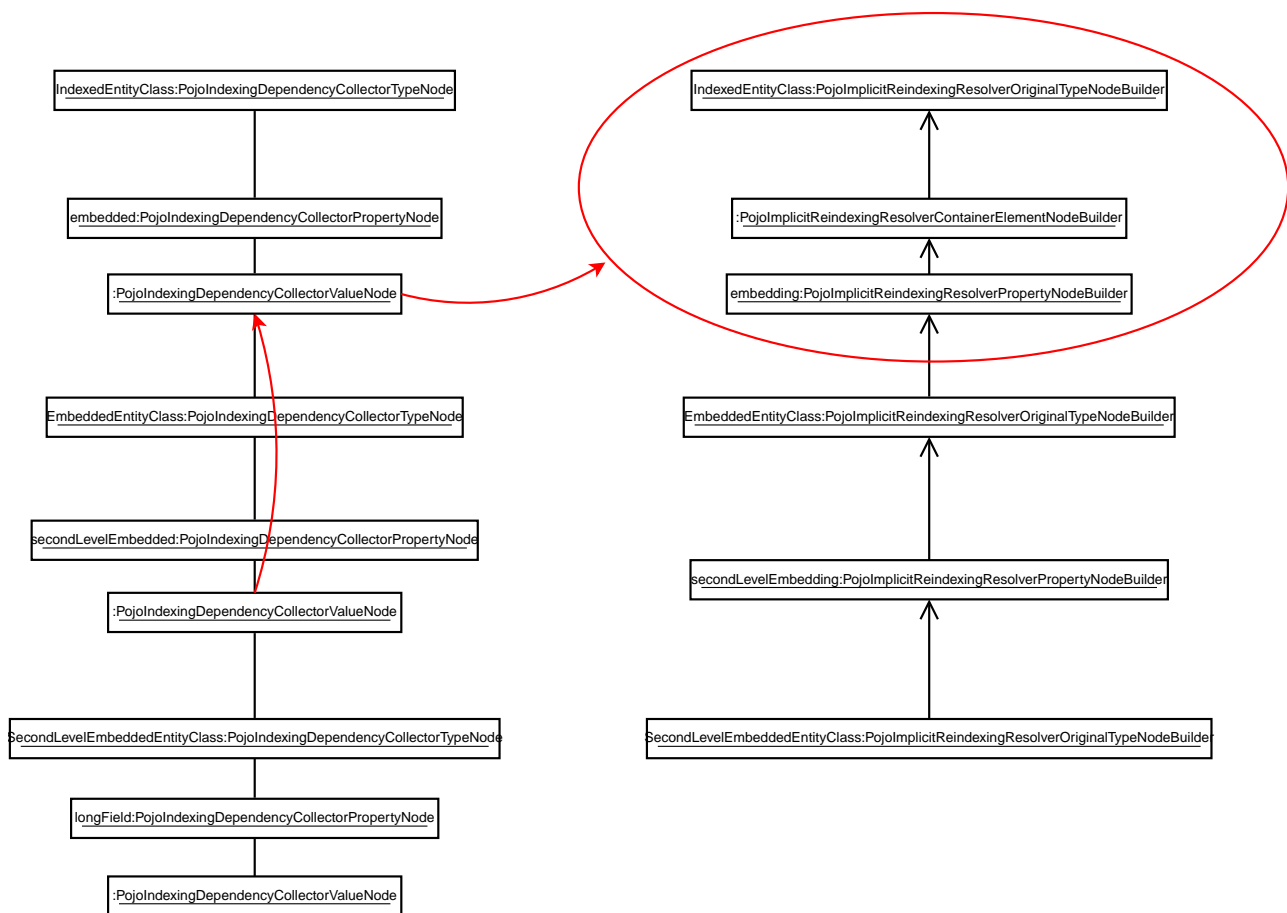 IndexedEntityClass:PojoIndexingDependencyCollectorTypeNode
embedded:PojoIndexingDependencyCollectorPropertyNode
:PojoIndexingDependencyCollectorValueNode
EmbeddedEntityClass:PojoIndexingDependencyCollectorTypeNode
secondLevelEmbedded:PojoIndexingDependencyCollectorPropertyNode
:PojoIndexingDependencyCollectorValueNode
SecondLevelEmbeddedEntityClass:PojoIndexingDependencyCollectorTypeNode
longField:PojoIndexingDependencyCollectorPropertyNode
:PojoIndexingDependencyCollectorValueNode
IndexedEntityClass:PojoImplicitReindexingResolverOriginalTypeNodeBuilder
:PojoImplicitReindexingResolverContainerElementNodeBuilder
embedding:PojoImplicitReindexingResolverPropertyNodeBuilder
EmbeddedEntityClass:PojoImplicitReindexingResolverOriginalTypeNodeBuilder
secondLevelEmbedding:PojoImplicitReindexingResolverPropertyNodeBuilder
SecondLevelEmbeddedEntityClass:PojoImplicitReindexingResolverOriginalTypeNodeBuilder